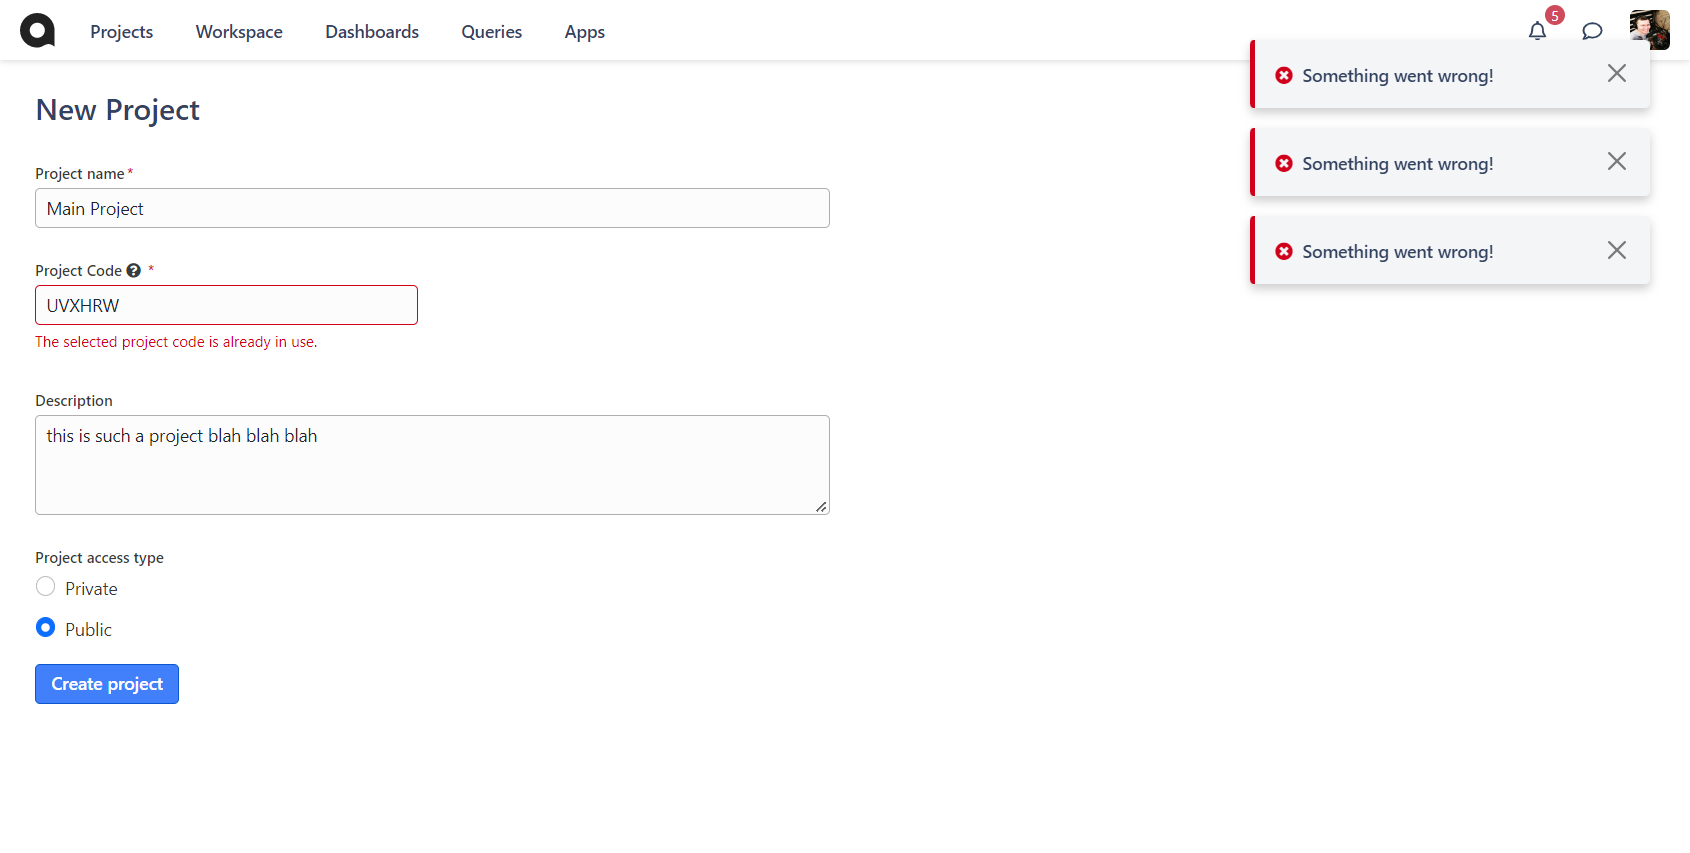 Projects Workspace Dashboards Queries Apps 5
Something went wrong!
Something went wrong!
Something went wrong!
New Project
Project name*
Main Project
Project Code ? *
UVXHRW
The selected project code is already in use.
Description
this is such a project blah blah blah
Project access type
Private
Public
Create project